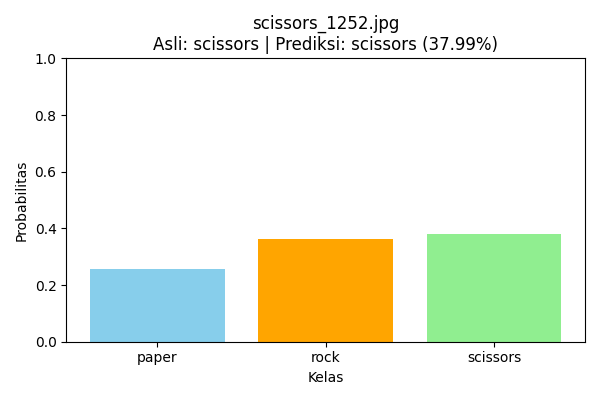 scissors_1252.jpg
Asli: scissors | Prediksi: scissors (37.99%)
1.0
0.8
0.6
0.4
0.2
0.0
Probabilitas
paper
rock
scissors
Kelas